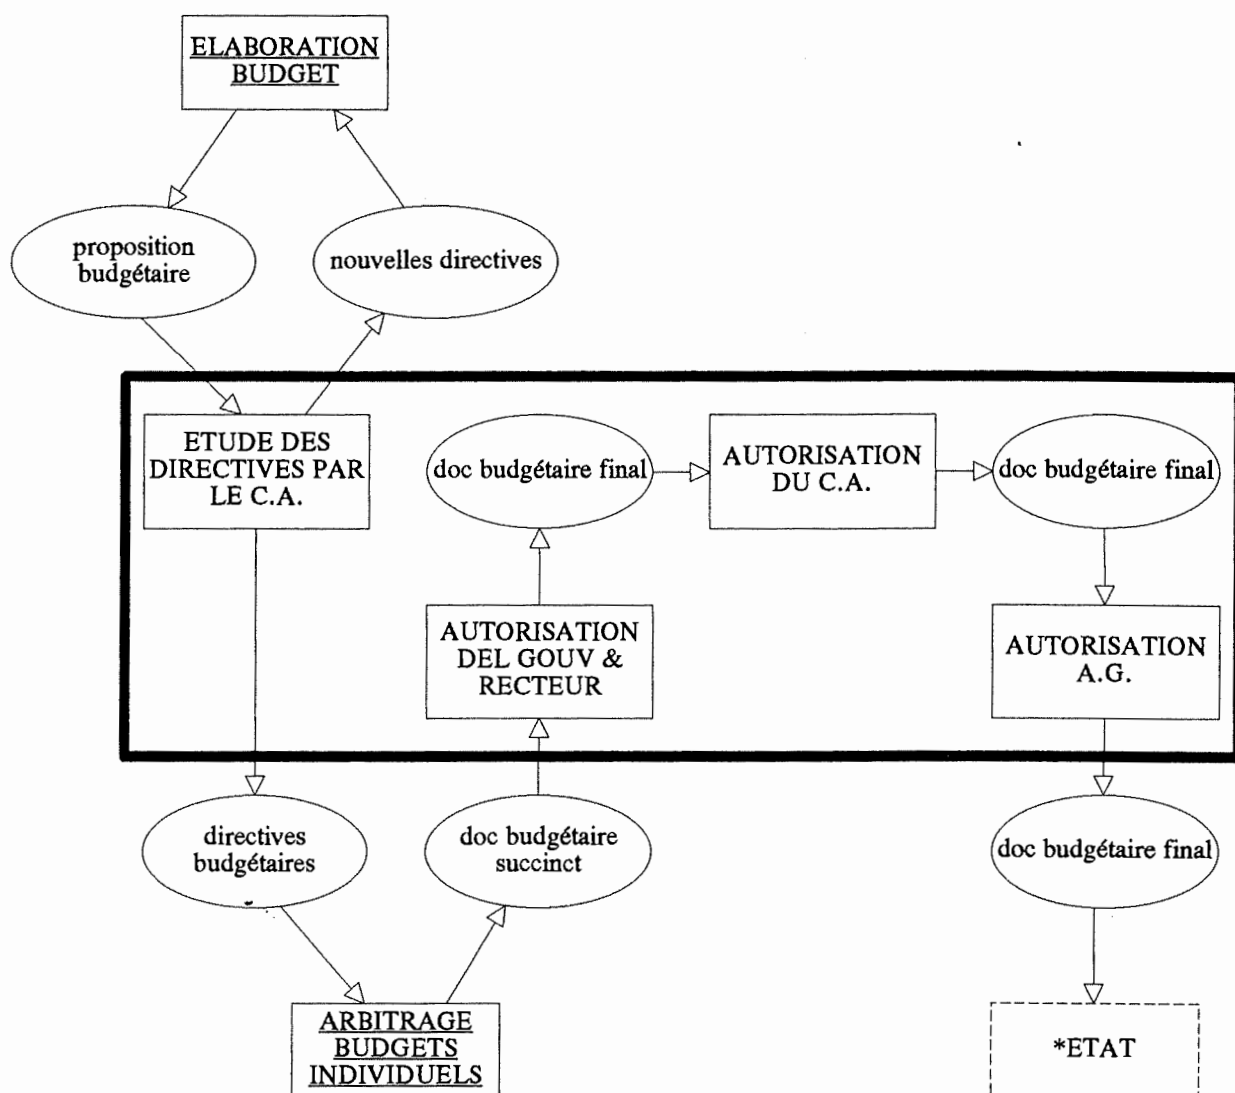 ELABORATION
BUDGET
proposition
budgétaire
nouvelles directives
ETUDE DES
DIRECTIVES PAR
LE C.A.
doc budgétaire final
AUTORISATION
DU C.A.
doc budgétaire final
AUTORISATION
DEL GOUV &
RECTEUR
AUTORISATION
A.G.
directives
budgétaires
doc budgétaire
succinct
doc budgétaire final
ARBITRAGE
BUDGETS
INDIVIDUELS
*ETAT